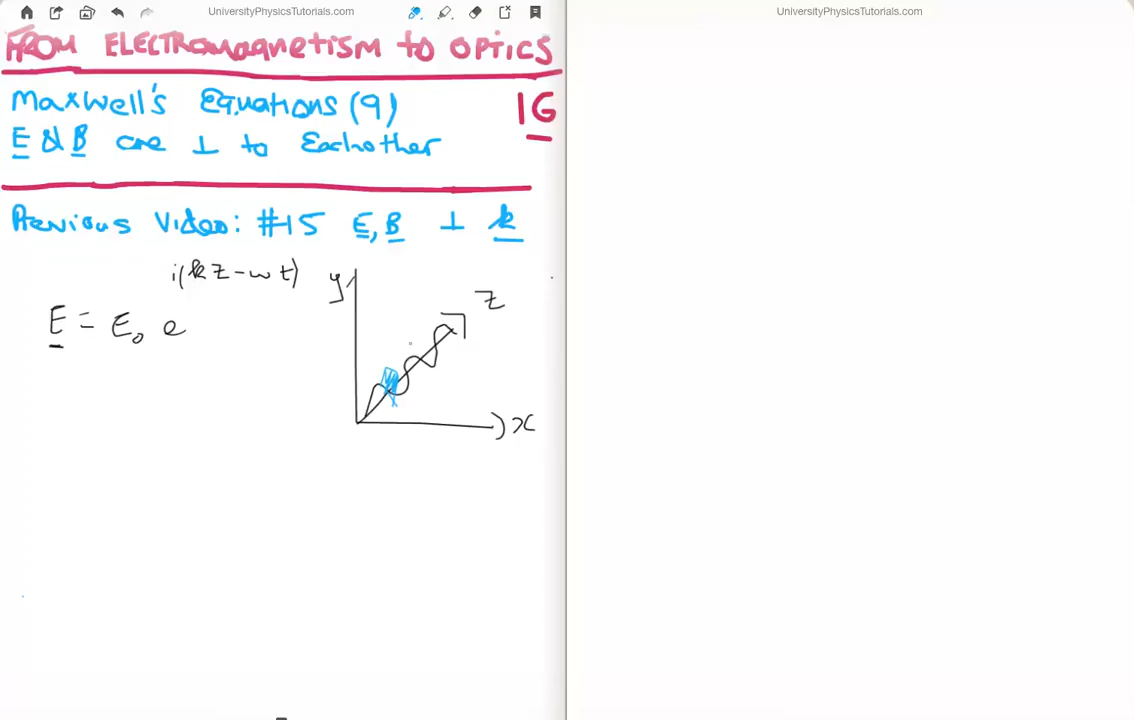 UniversityPhysicsTutorials.com
UniversityPhysicsTutorials.com
FROM ELECTROMAGNETISM TO OPTICS
Maxwell's Equations (9)
16
E & B are ⊥ to Eachother
Previous Video: #15 E, B ⊥ k
i(kz-ωt)
E = E₀ e
y
z
x